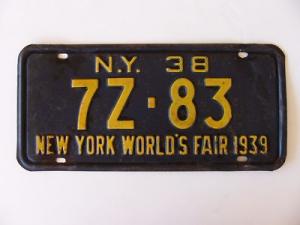 N.Y. 38
7Z-83
NEW YORK WORLD'S FAIR 1939